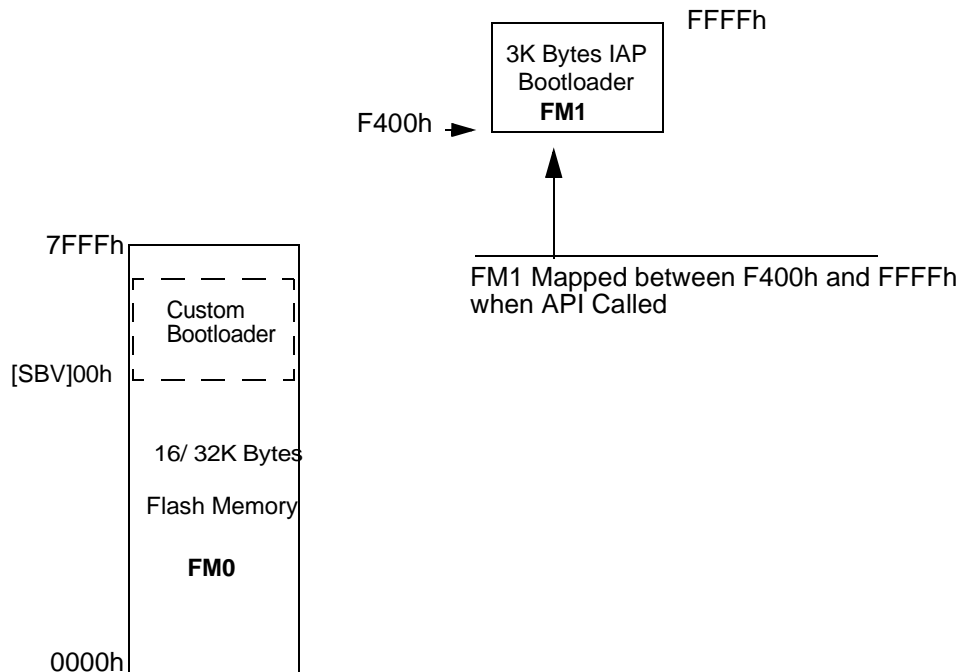 FFFFh
3K Bytes IAP
Bootloader
FM1
F400h
7FFFh
FM1 Mapped between F400h and FFFFh
when API Called
Custom
Bootloader
[SBV]00h
16/ 32K Bytes
Flash Memory
FM0
0000h